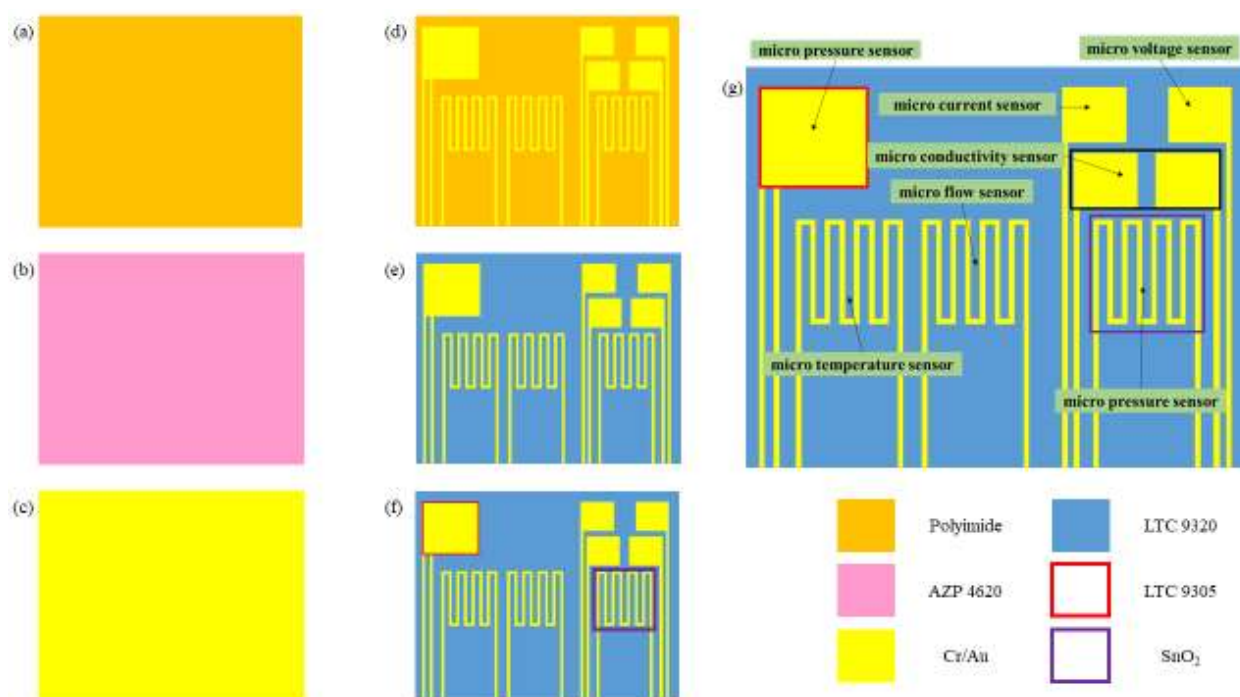 (a)
(b)
(c)
(d)
(e)
(f)
(g)
micro pressure sensor
micro voltage sensor
micro current sensor
micro conductivity sensor
micro flow sensor
micro temperature sensor
micro pressure sensor
Polyimide
LTC 9320
AZP 4620
LTC 9305
Cr/Au
SnO₂